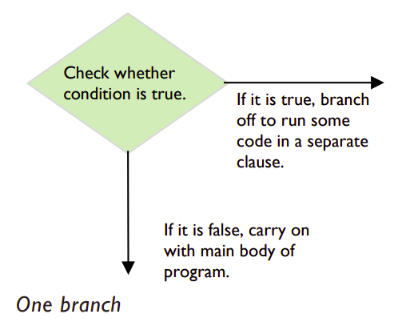 Check whether
condition is true.
If it is true, branch
off to run some
code in a separate
clause.
If it is false, carry on
with main body of
program.
One branch